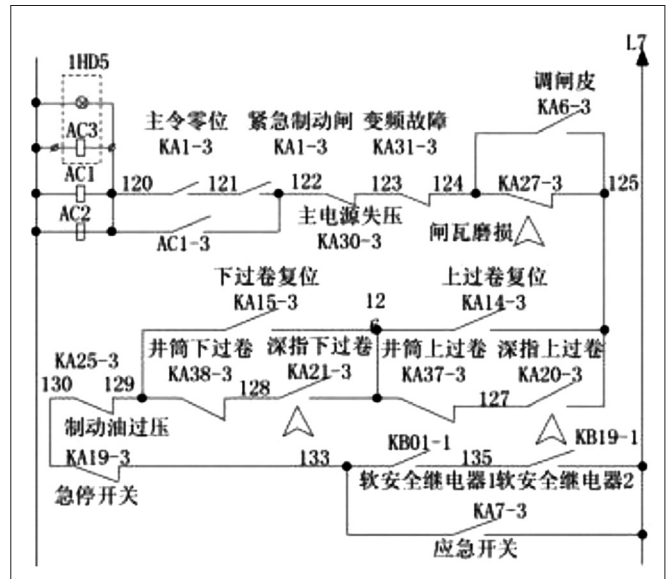 L7
1HD5
调闸皮
KA6-3
AC3
主令零位 紧急制动闸 变频故障
KA1-3 KA1-3 KA31-3
AC1
120 121 122 123 124 KA27-3 125
AC2
主电源失压
AC1-3 KA30-3 闸瓦磨损
下过卷复位 上过卷复位
KA15-3 12 KA14-3
6
井筒下过卷 深指下过卷 井筒上过卷 深指上过卷
KA25-3 KA38-3 KA21-3 KA37-3 KA20-3
130 129 128 127
制动油过压
KA19-3 133 KB01-1 135 KB19-1
急停开关 软安全继电器1软安全继电器2
KA7-3
应急开关